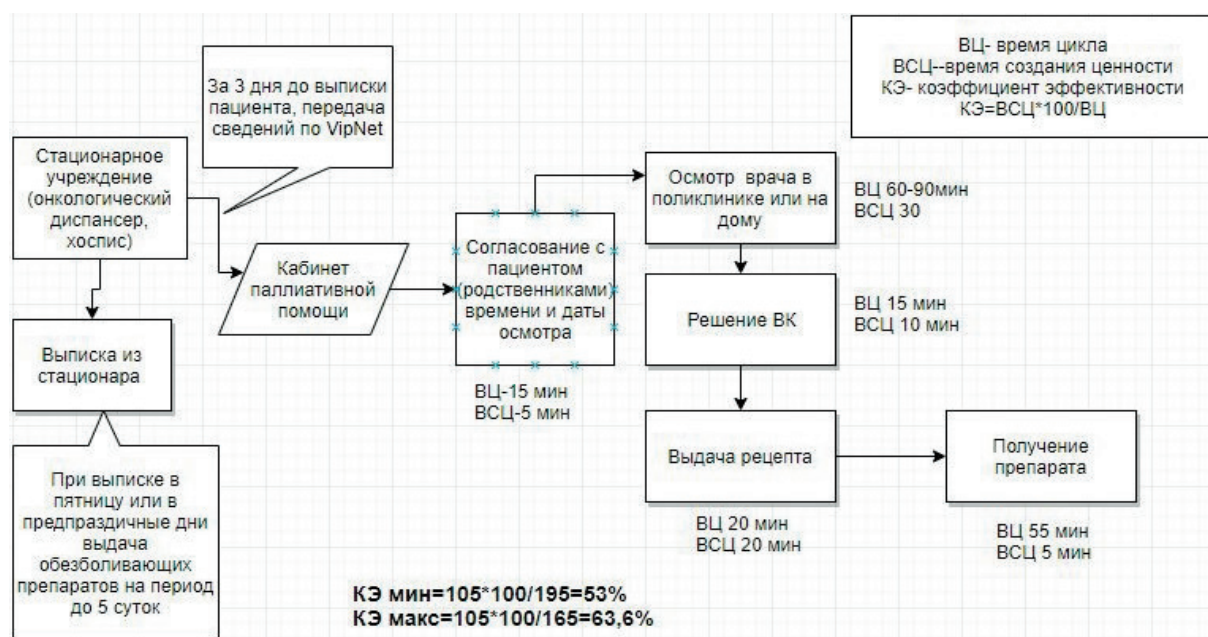 ВЦ- время цикла
ВСЦ--время создания ценности
КЭ- коэффициент эффективности
КЭ=ВСЦ*100/ВЦ
За 3 дня до выписки
пациента, передача
сведений по VipNet
Стационарное
учреждение
(онкологический
диспансер,
хоспис)
Кабинет
паллиативной
помощи
Согласование с
пациентом
(родственниками)
времени и даты
осмотра
ВЦ-15 мин
ВСЦ-5 мин
Осмотр врача в
поликлинике или на
дому
ВЦ 60-90мин
ВСЦ 30
Решение ВК
ВЦ 15 мин
ВСЦ 10 мин
Выписка из
стационара
Выдача рецепта
ВЦ 20 мин
ВСЦ 20 мин
Получение
препарата
ВЦ 55 мин
ВСЦ 5 мин
При выписке в
пятницу или в
предпраздичные дни
выдача
обезболивающих
препаратов на период
до 5 суток
КЭ мин=105*100/195=53%
КЭ макс=105*100/165=63,6%